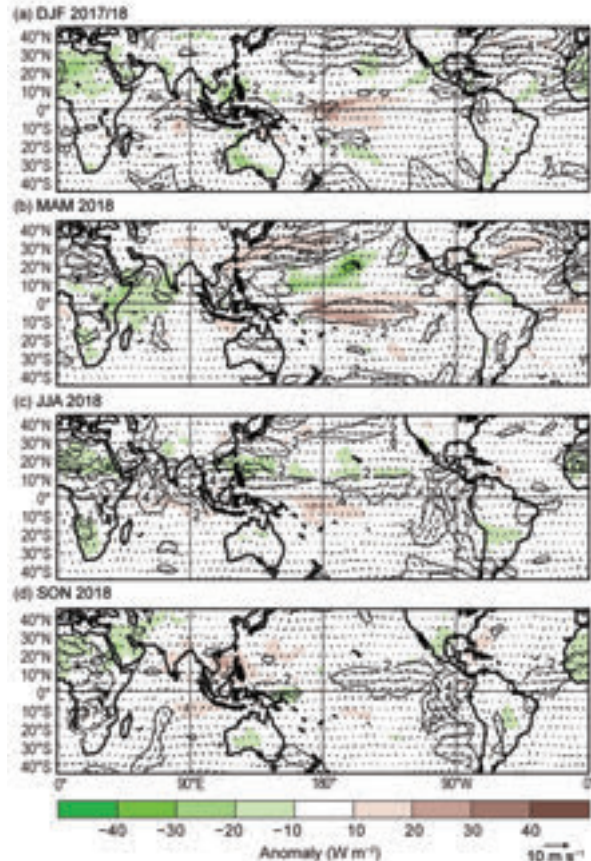 (a) DJF 2017/18
40°N
30°N
20°N
10°N
0°
10°S
20°S
30°S
40°S
(b) MAM 2018
40°N
30°N
20°N
10°N
0°
10°S
20°S
30°S
40°S
(c) JJA 2018
40°N
30°N
20°N
10°N
0°
10°S
20°S
30°S
40°S
(d) SON 2018
40°N
30°N
20°N
10°N
0°
10°S
20°S
30°S
40°S
0° 90°E 180° 90°W 0°
−40 −30 −20 −10 10 20 30 40
Anomaly (W m⁻²) 10 m s⁻¹